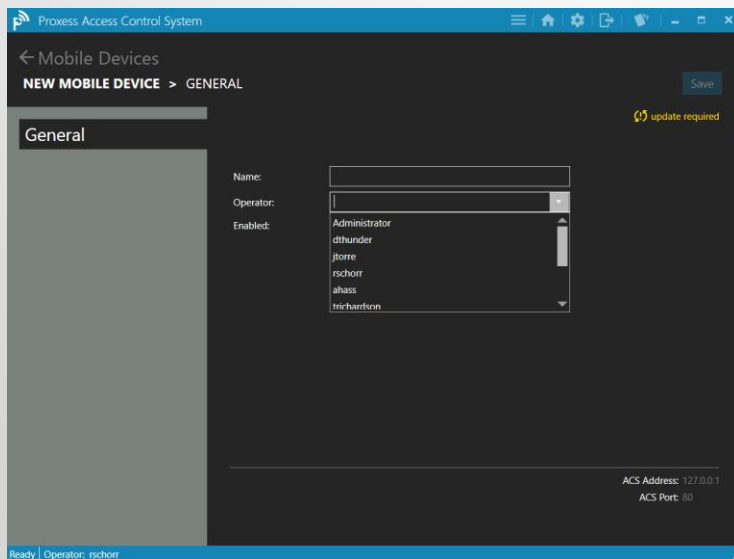 Proxess Access Control System
Mobile Devices
NEW MOBILE DEVICE > GENERAL
Save
update required
General
Name:
Operator:
Enabled:
Administrator
dthunder
jtorre
rschorr
ahass
trichardson
ACS Address: 127.0.0.1
ACS Port: 80
Ready Operator: rschorr